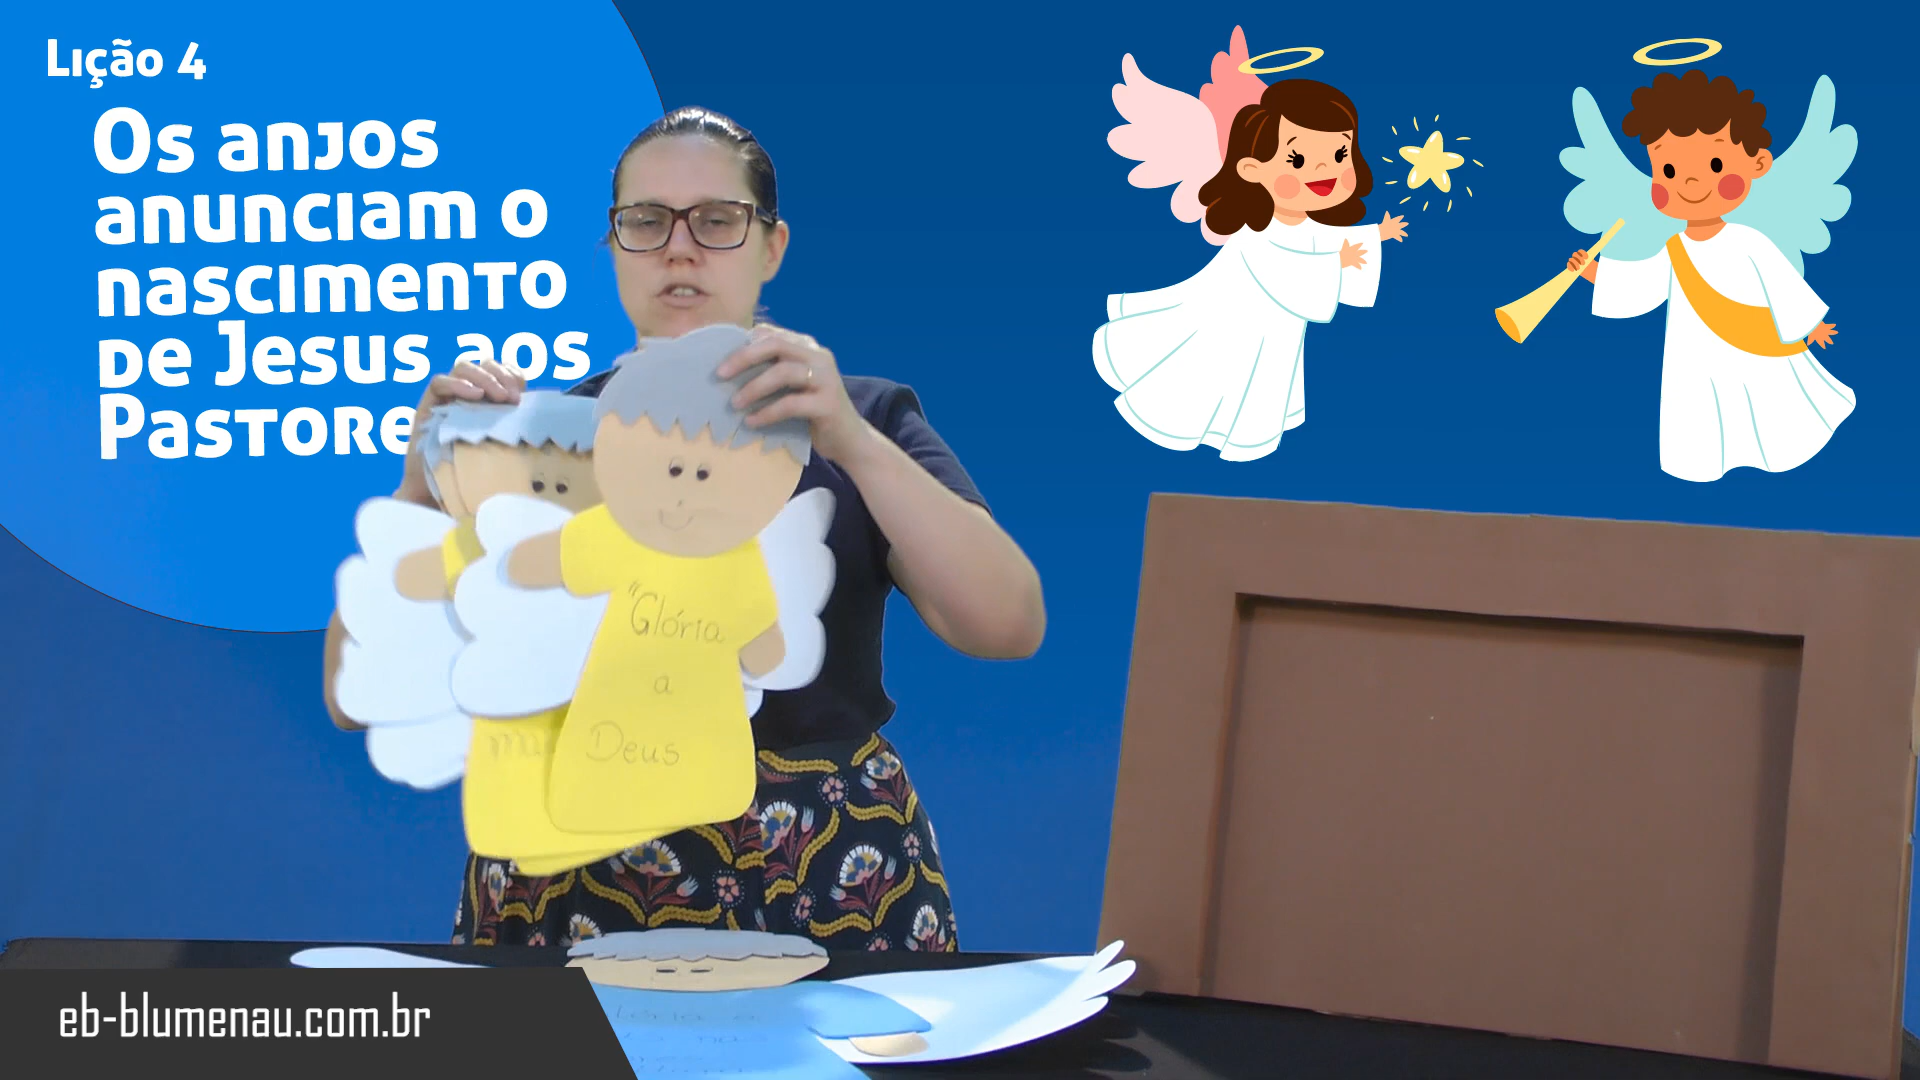 Lição 4
Os anjos
anunciam o
nascimento
de Jesus aos
Pastore
"Glória
a
Deus
eb-blumenau.com.br